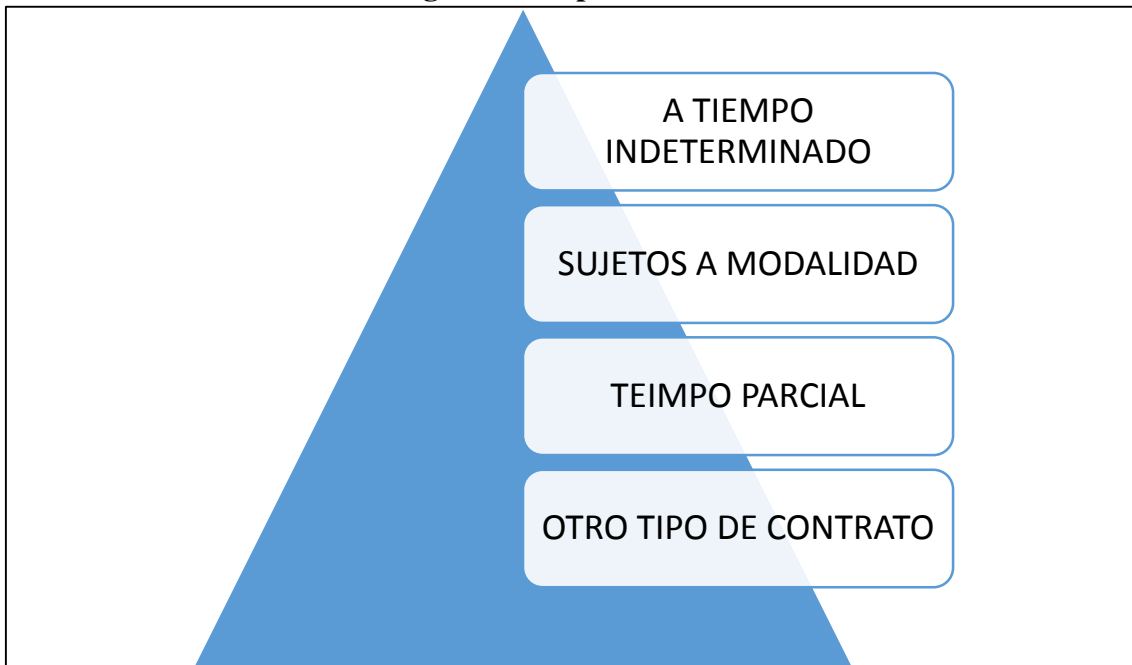 A TIEMPO
INDETERMINADO
SUJETOS A MODALIDAD
TEIMPO PARCIAL
OTRO TIPO DE CONTRATO